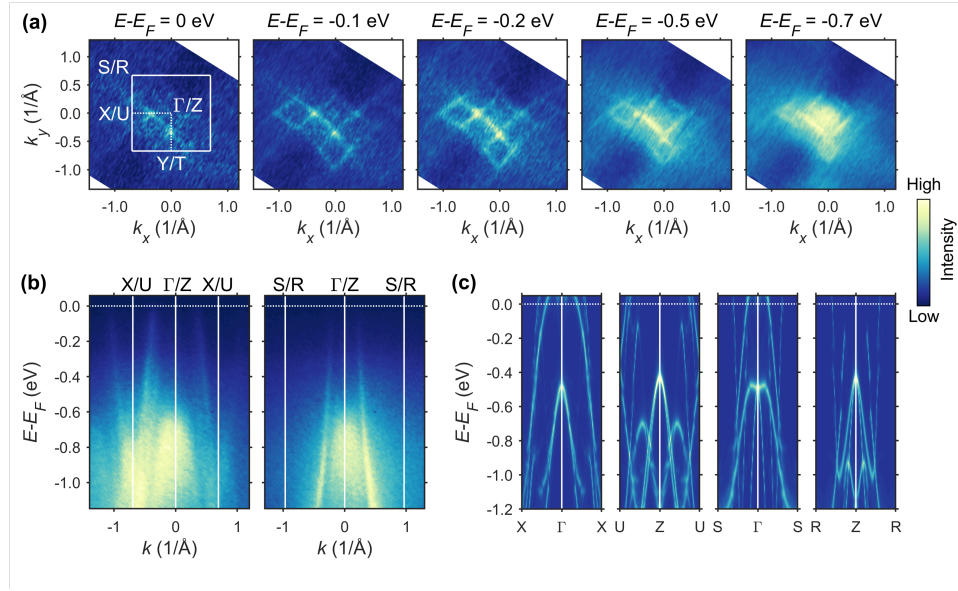 (a)
E-E_F = 0 eV
E-E_F = -0.1 eV
E-E_F = -0.2 eV
E-E_F = -0.5 eV
E-E_F = -0.7 eV
k_y (1/Å)
1.0
0.5
0.0
-0.5
-1.0
S/R
X/U
Γ/Z
Y/T
-1.0 0.0 1.0
-1.0 0.0 1.0
-1.0 0.0 1.0
-1.0 0.0 1.0
-1.0 0.0 1.0
k_x (1/Å)
k_x (1/Å)
k_x (1/Å)
k_x (1/Å)
k_x (1/Å)
High
Intensity
Low
(b)
X/U Γ/Z X/U
S/R Γ/Z S/R
E-E_F (eV)
0.0
-0.2
-0.4
-0.6
-0.8
-1.0
-1 0 1
-1 0 1
k (1/Å)
k (1/Å)
(c)
E-E_F (eV)
0.0
-0.2
-0.4
-0.6
-0.8
-1.0
-1.2
X Γ X
U Z U
S Γ S
R Z R